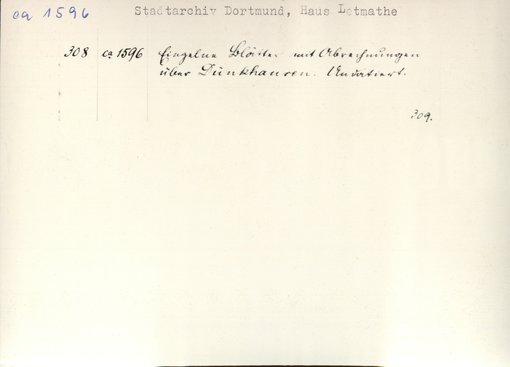 ca 1596
Stadtarchiv Dortmund, Haus Letmathe
308 ca 1596 Einzelne Blätter mit Abrechnungen
über Dünkhausen. Undatiert.
309.